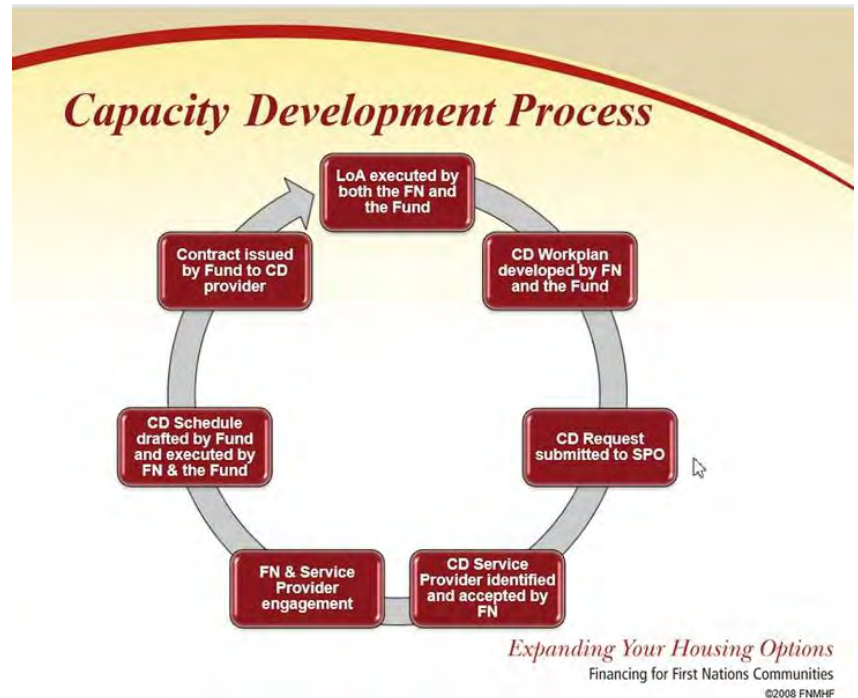 Capacity Development Process
LoA executed by
both the FN and
the Fund
CD Workplan
developed by FN
and the Fund
CD Request
submitted to SPO
CD Service
Provider identified
and accepted by
FN
FN & Service
Provider
engagement
CD Schedule
drafted by Fund
and executed by
FN & the Fund
Contract issued
by Fund to CD
provider
Expanding Your Housing Options
Financing for First Nations Communities
©2008 FNMHF